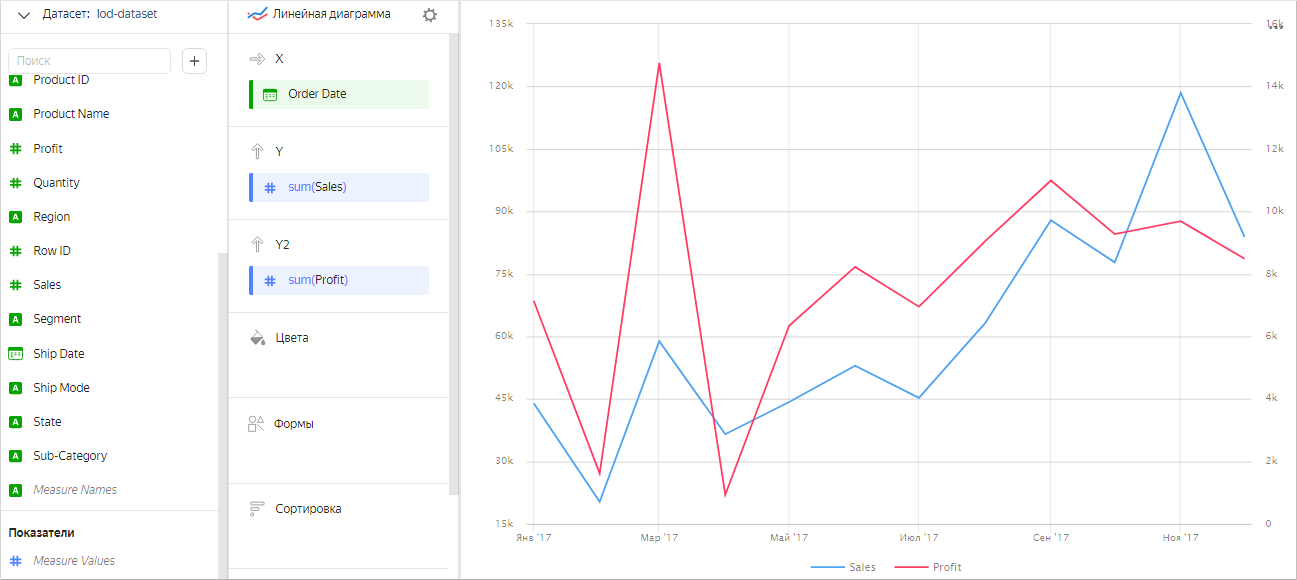 Датасет: lod-dataset
Поиск
+
A Product ID
A Product Name
# Profit
# Quantity
A Region
# Row ID
# Sales
A Segment
Ship Date
A Ship Mode
A State
A Sub-Category
A Measure Names
Показатели
# Measure Values
Линейная диаграмма
X
Order Date
Y
# sum(Sales)
Y2
# sum(Profit)
Цвета
Формы
Сортировка
135k
120k
105k
90k
75k
60k
45k
30k
15k
16k
14k
12k
10k
8k
6k
4k
2k
0
Янв '17 Мар '17 Май '17 Июл '17 Сен '17 Ноя '17
Sales Profit